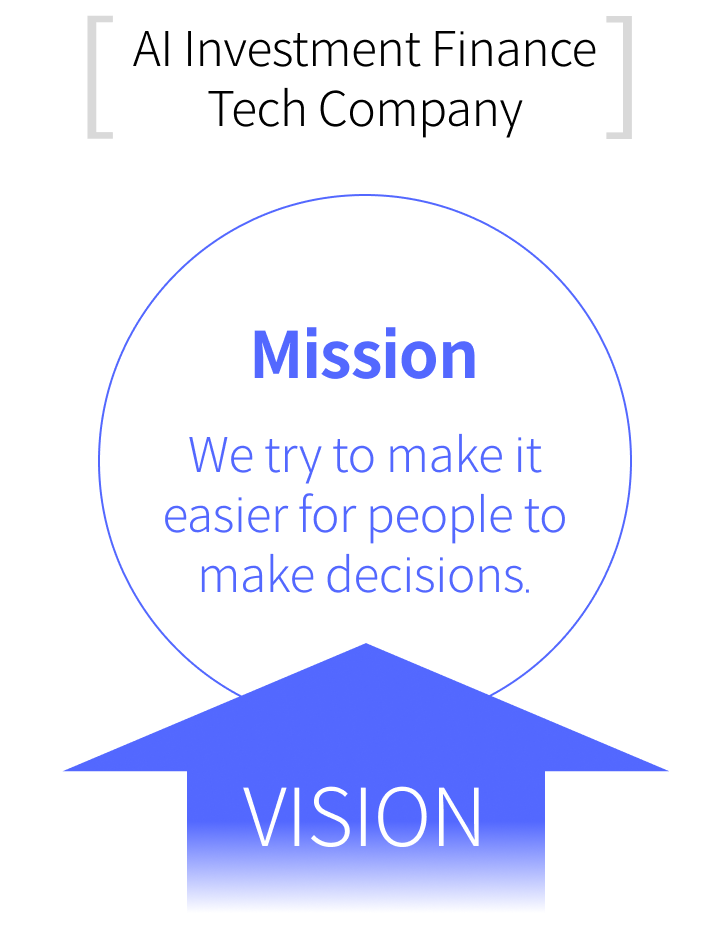 AI Investment Finance
Tech Company
Mission
We try to make it
easier for people to
make decisions.
VISION